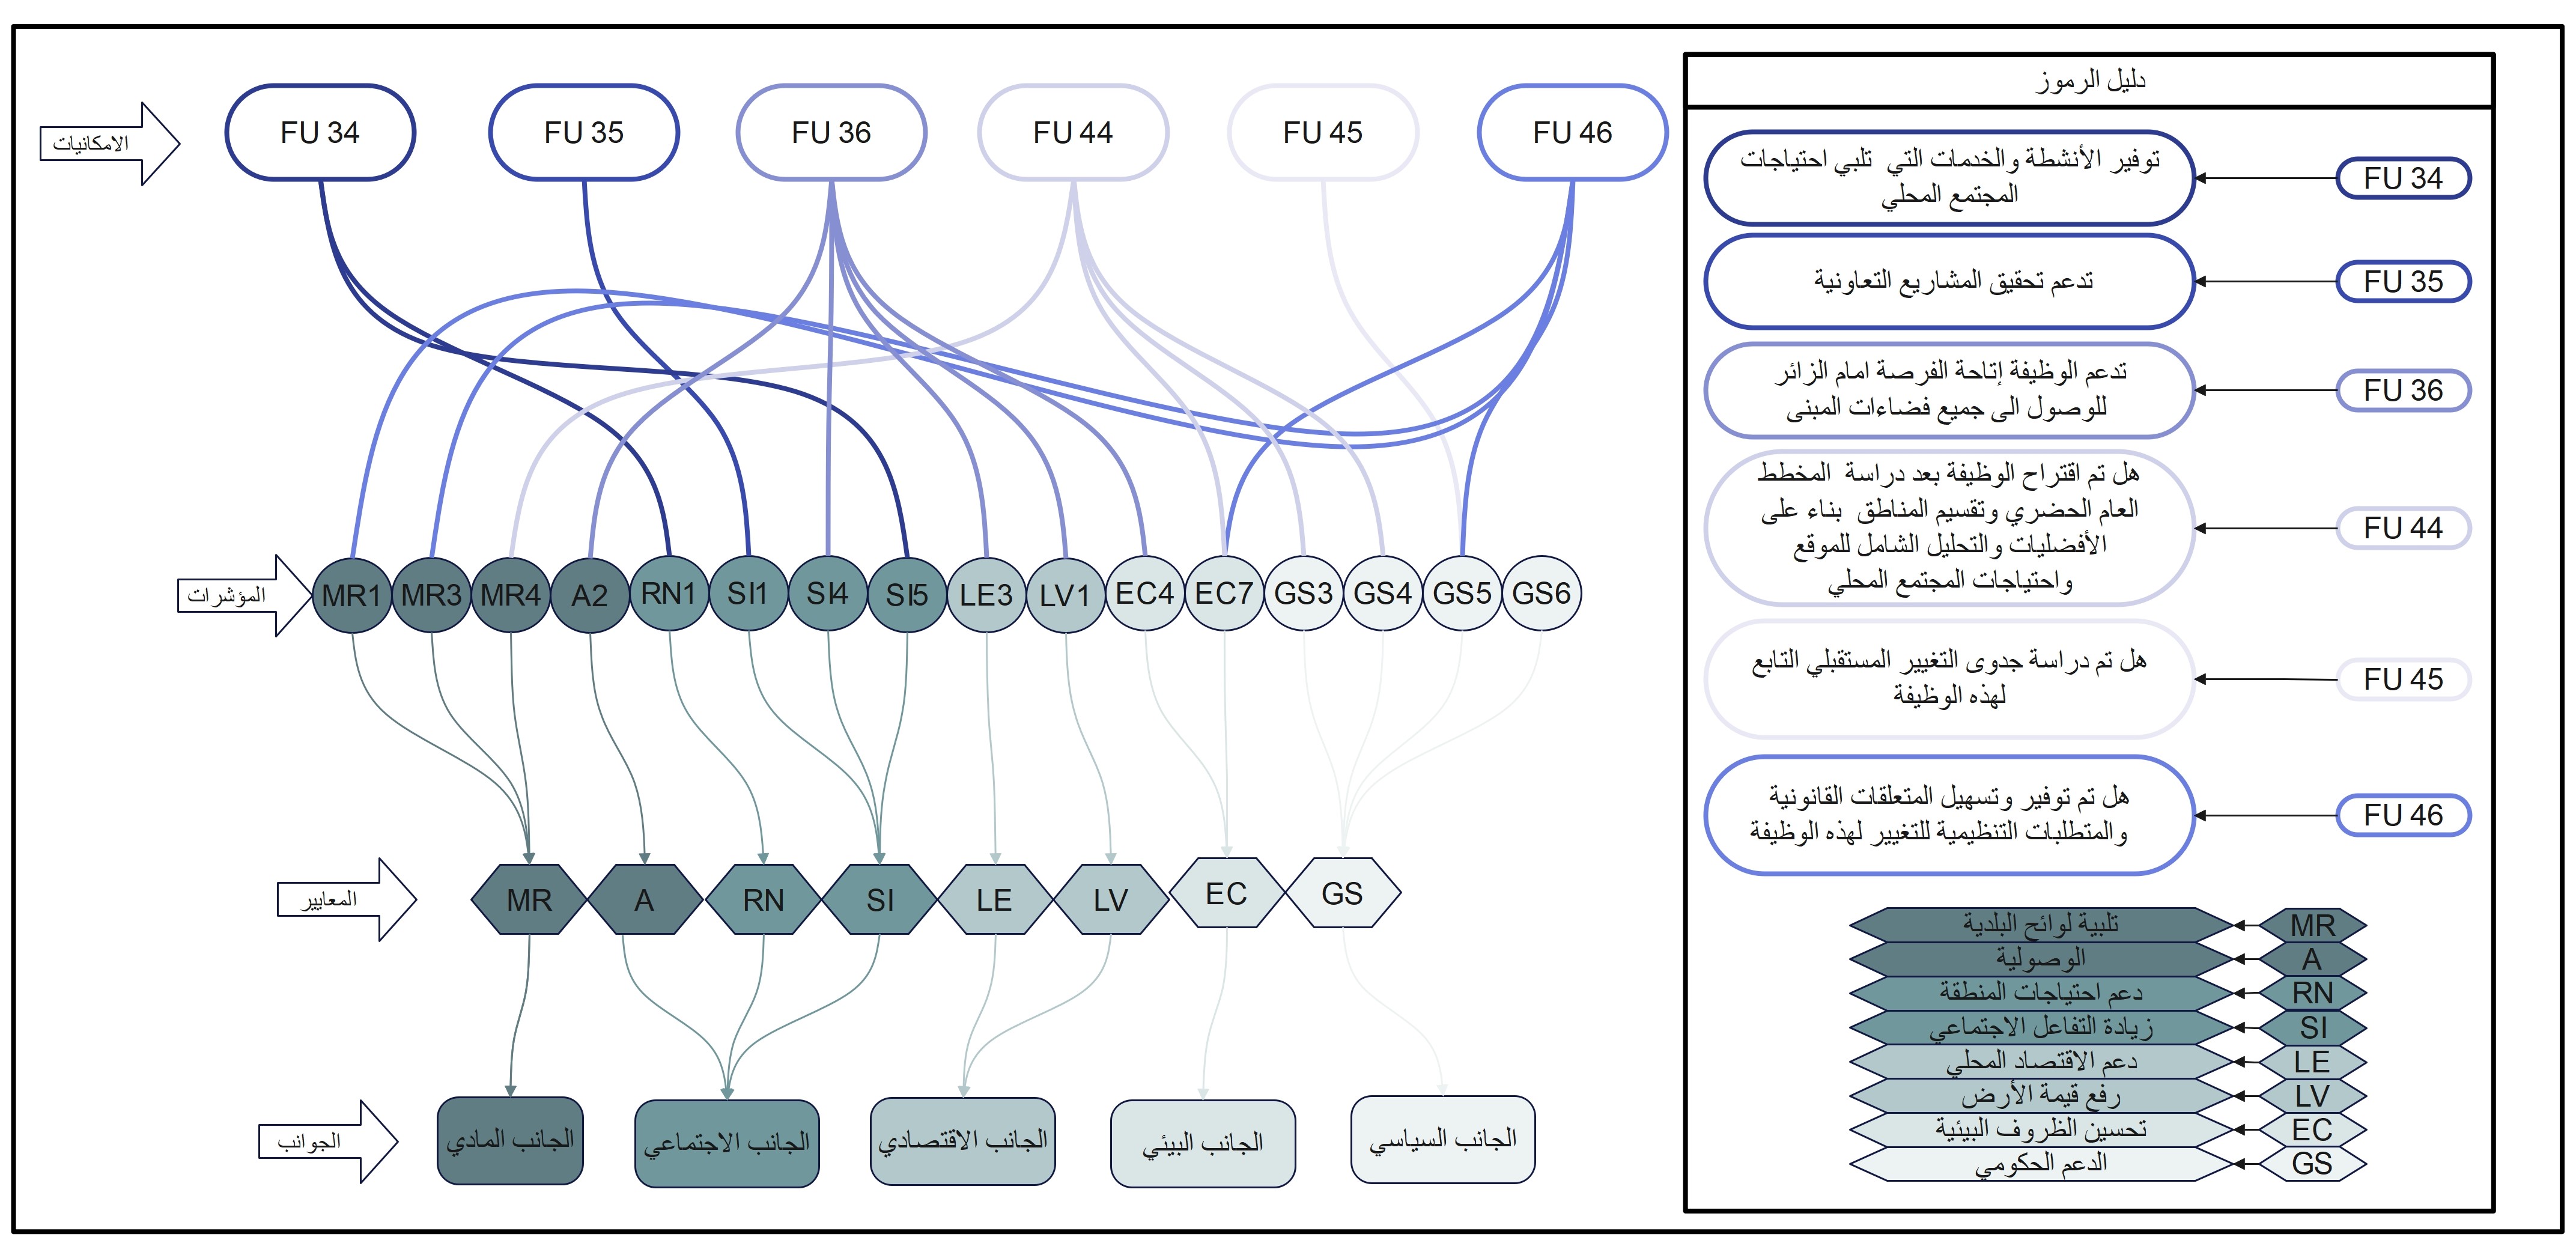 دليل الرموز
الامكانيات
FU 34
FU 35
FU 36
FU 44
FU 45
FU 46
المؤشرات
MR1
MR3
MR4
A2
RN1
SI1
SI4
SI5
LE3
LV1
EC4
EC7
GS3
GS4
GS5
GS6
المعايير
MR
A
RN
SI
LE
LV
EC
GS
الجوانب
الجانب المادي
الجانب الاجتماعي
الجانب الاقتصادي
الجانب البيئي
الجانب السياسي
FU 34
توفير الأنشطة والخدمات التي تلبي احتياجات
المجتمع المحلي
FU 35
تدعم تحقيق المشاريع التعاونية
FU 36
تدعم الوظيفة إتاحة الفرصة امام الزائر
للوصول الى جميع فضاءات المبنى
FU 44
هل تم اقتراح الوظيفة بعد دراسة المخطط
العام الحضري وتقسيم المناطق بناء على
الأفضليات والتحليل الشامل للموقع
واحتياجات المجتمع المحلي
FU 45
هل تم دراسة جدوى التغيير المستقبلي التابع
لهذه الوظيفة
FU 46
هل تم توفير وتسهيل المتعلقات القانونية
والمتطلبات التنظيمية للتغيير لهذه الوظيفة
MR
تلبية لوائح البلدية
A
الوصولية
RN
دعم احتياجات المنطقة
SI
زيادة التفاعل الاجتماعي
LE
دعم الاقتصاد المحلي
LV
رفع قيمة الأرض
EC
تحسين الظروف البيئية
GS
الدعم الحكومي